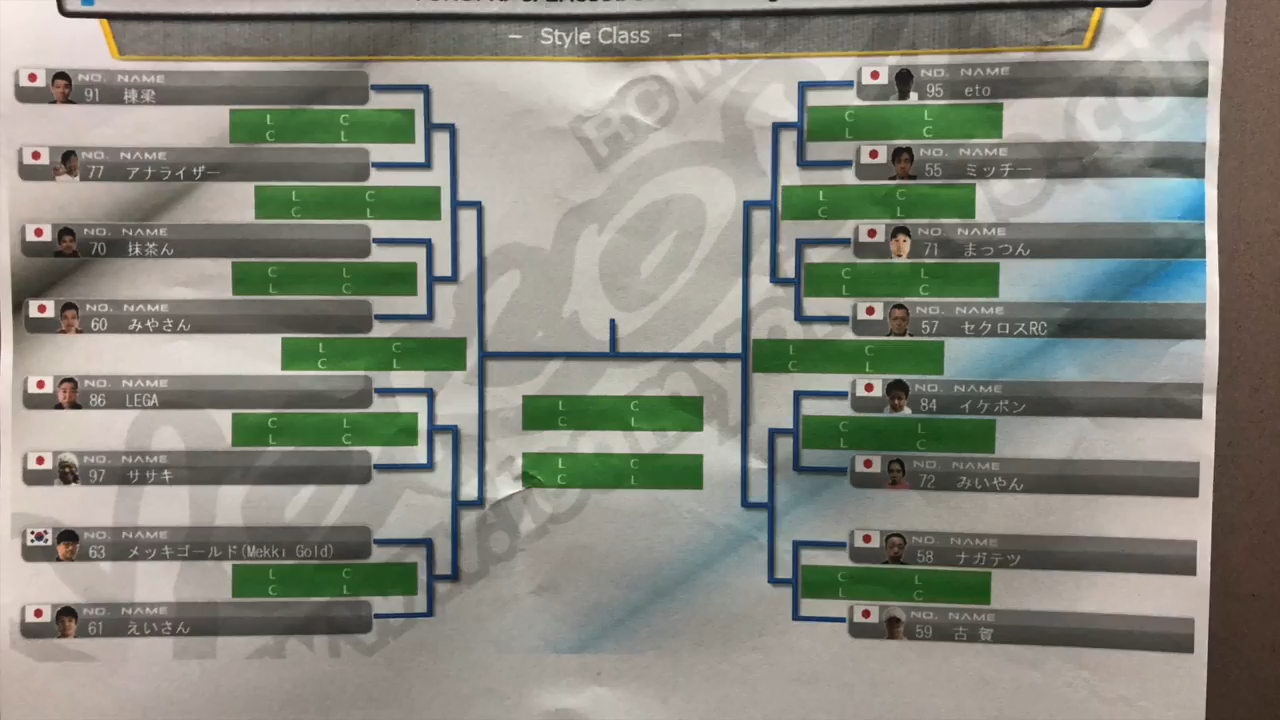 − Style Class −
NO. NAME
91 棟梁
L C
C L
NO. NAME
77 アナライザー
L C
C L
NO. NAME
70 抹茶ん
C L
L C
NO. NAME
60 みやさん
L C
C L
NO. NAME
86 LEGA
C L
L C
NO. NAME
97 ササキ
NO. NAME
63 メッキゴールド(Mekki Gold)
L C
C L
NO. NAME
61 えいさん
L C
C L
L C
C L
NO. NAME
95 eto
C L
L C
NO. NAME
55 ミッチー
L C
C L
NO. NAME
71 まっつん
C L
L C
NO. NAME
57 セクロスRC
L C
C L
NO. NAME
84 イケポン
C L
L C
NO. NAME
72 みいやん
NO. NAME
58 ナガテツ
C L
L C
NO. NAME
59 古賀